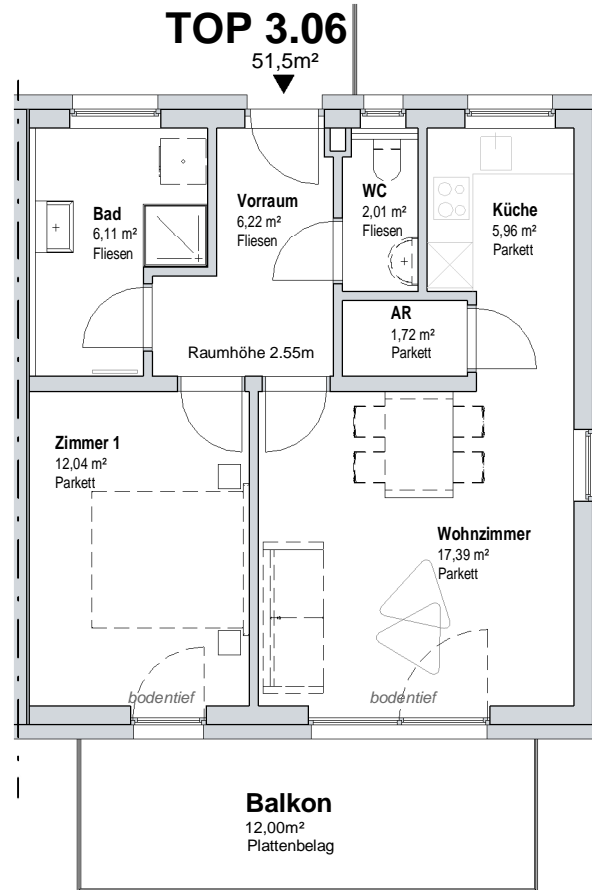 TOP 3.06
51,5m²
Bad
6,11 m²
Fliesen
Vorraum
6,22 m²
Fliesen
WC
2,01 m²
Fliesen
Küche
5,96 m²
Parkett
AR
1,72 m²
Parkett
Raumhöhe 2.55m
Zimmer 1
12,04 m²
Parkett
Wohnzimmer
17,39 m²
Parkett
bodentief
bodentief
Balkon
12,00m²
Plattenbelag